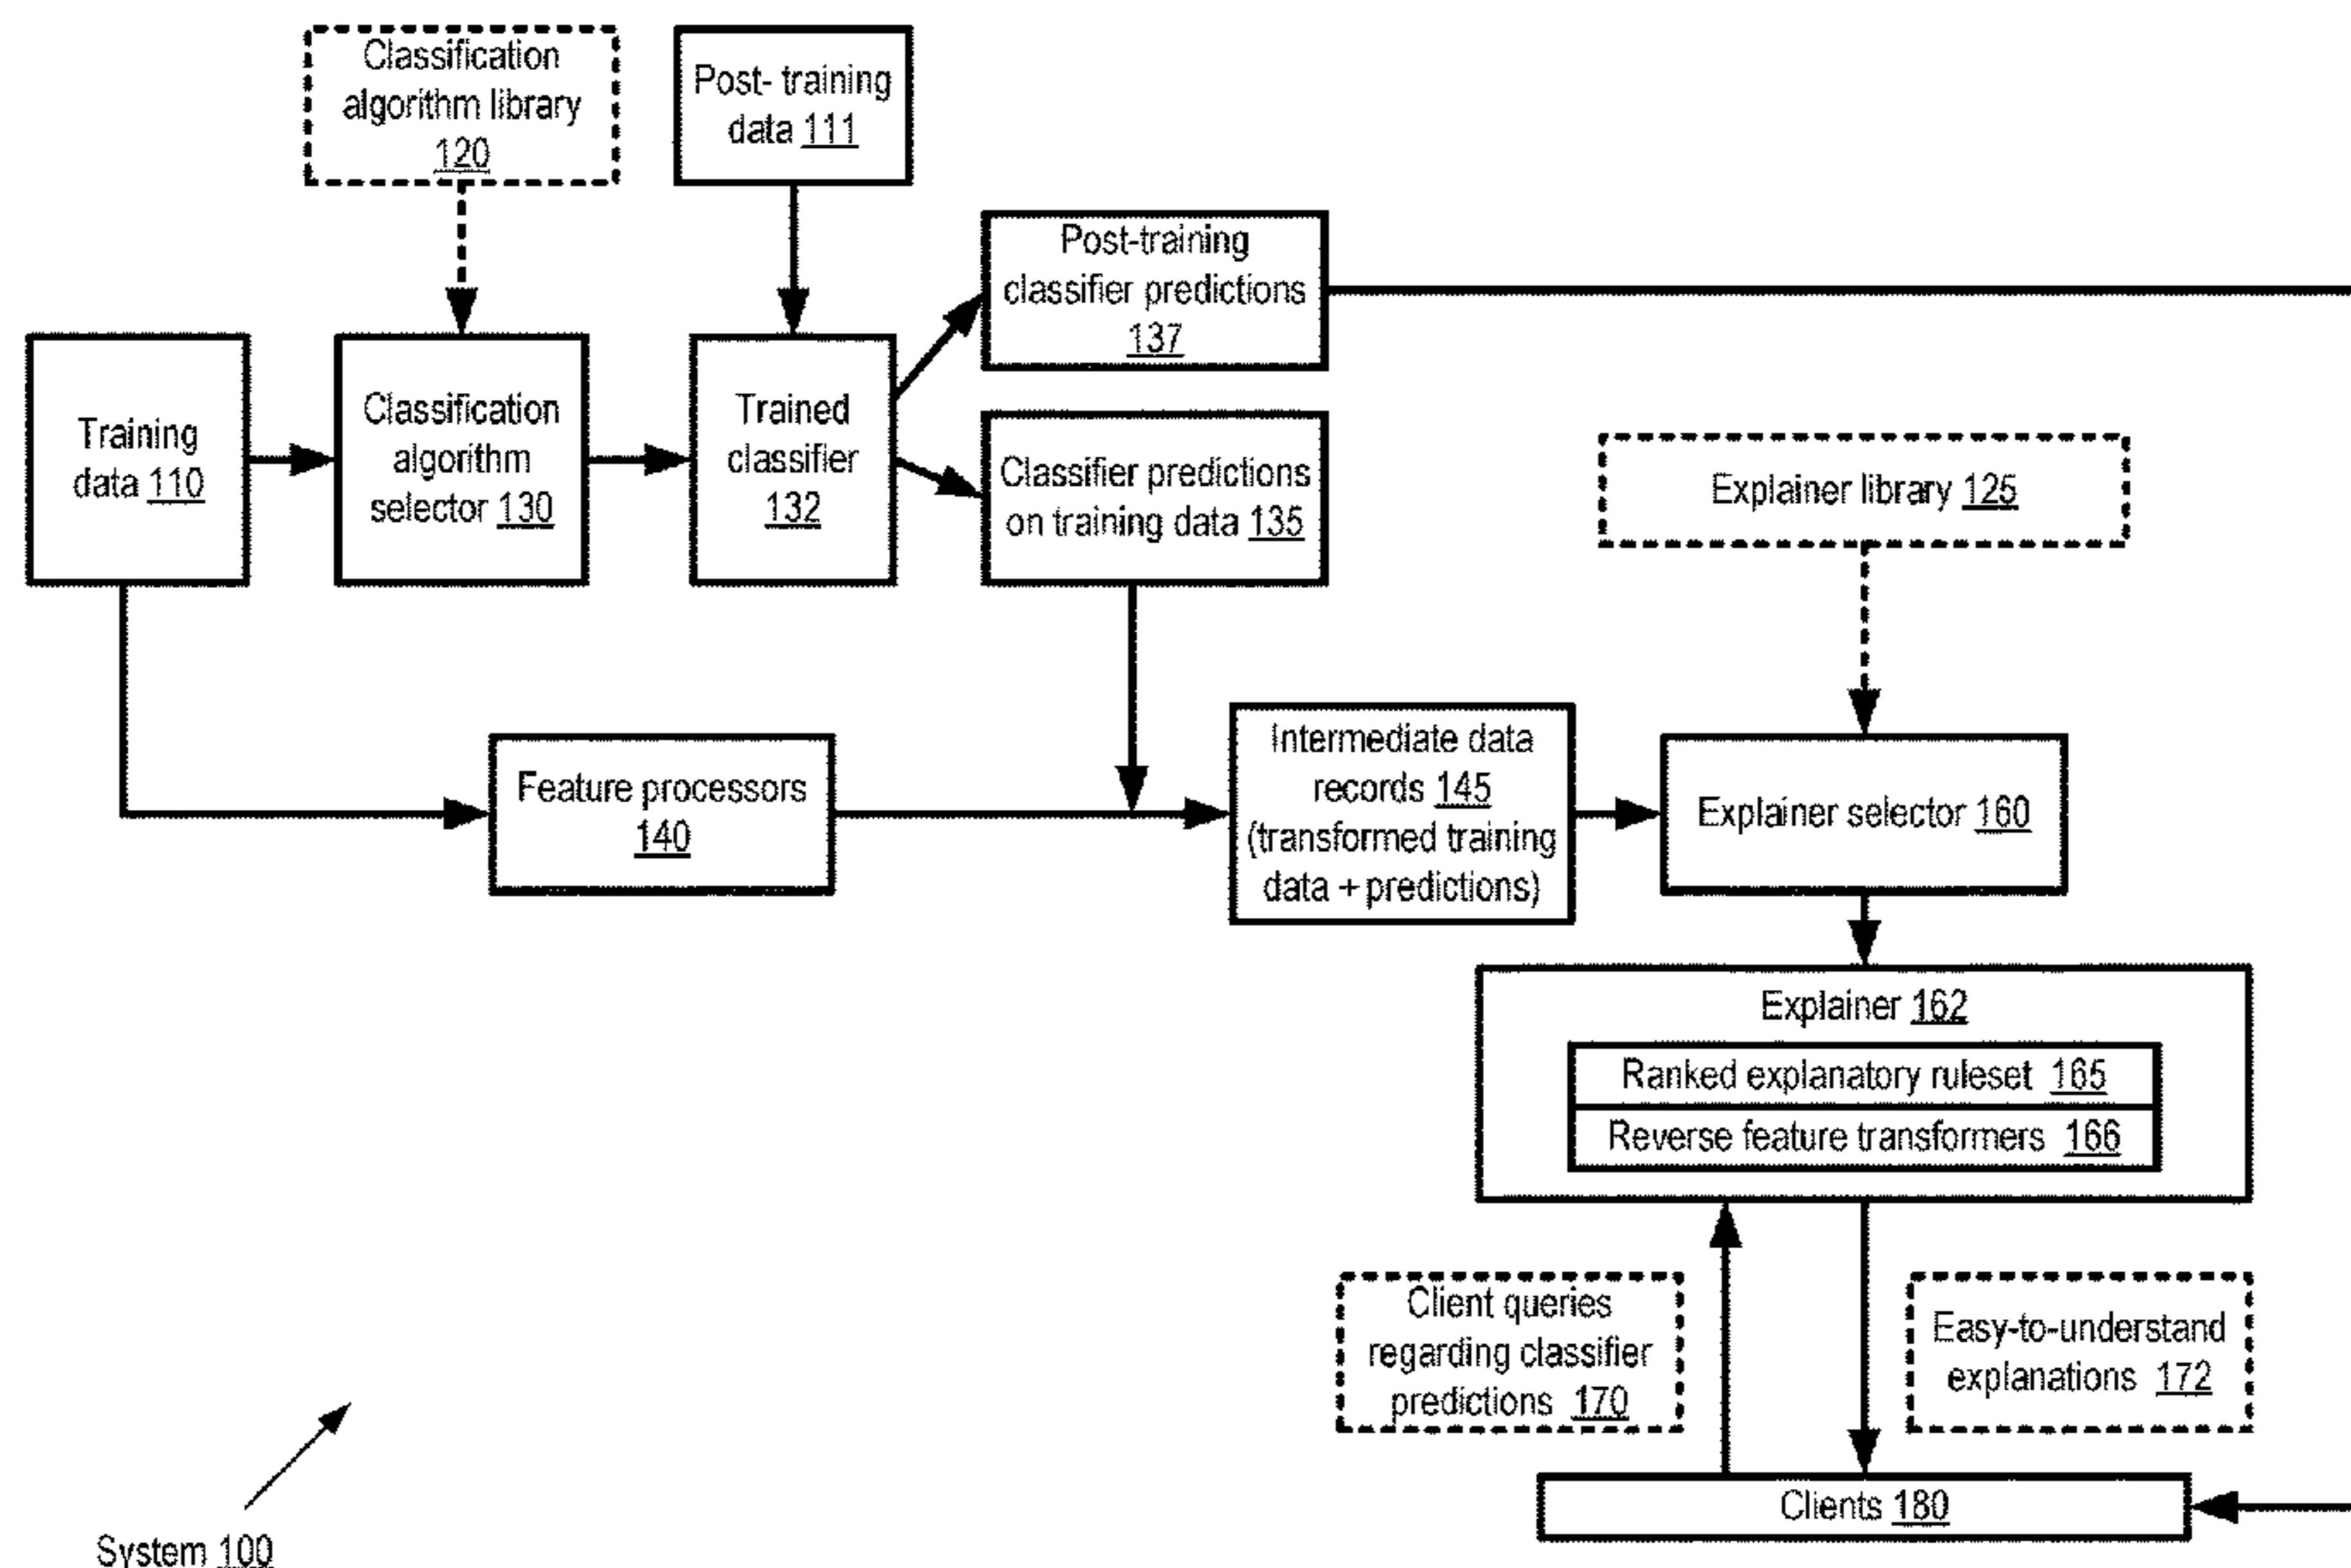 Classification
algorithm library
120
Post- training
data 111
Post-training
classifier predictions
137
Training
data 110
Classification
algorithm
selector 130
Trained
classifier
132
Classifier predictions
on training data 135
Explainer library 125
Feature processors
140
Intermediate data
records 145
(transformed training
data + predictions)
Explainer selector 160
Explainer 162
Ranked explanatory ruleset 165
Reverse feature transformers 166
Client queries
regarding classifier
predictions 170
Easy-to-understand
explanations 172
Clients 180
System 100